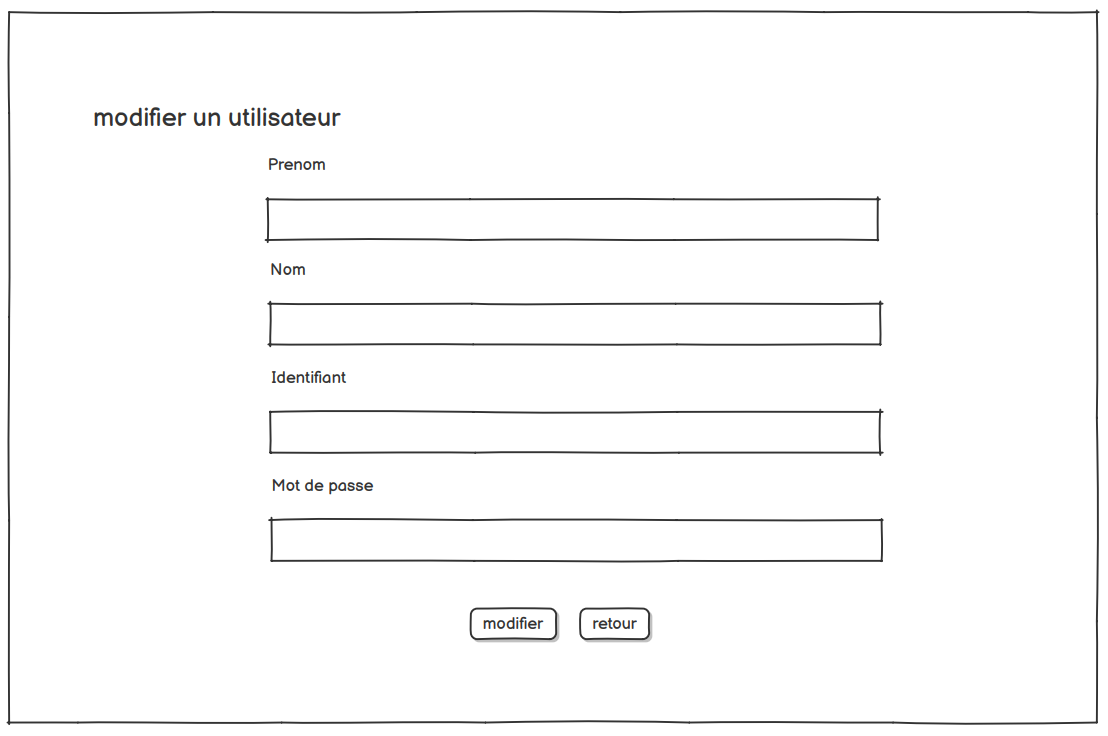 modifier un utilisateur
Prenom
Nom
Identifiant
Mot de passe
modifier
retour